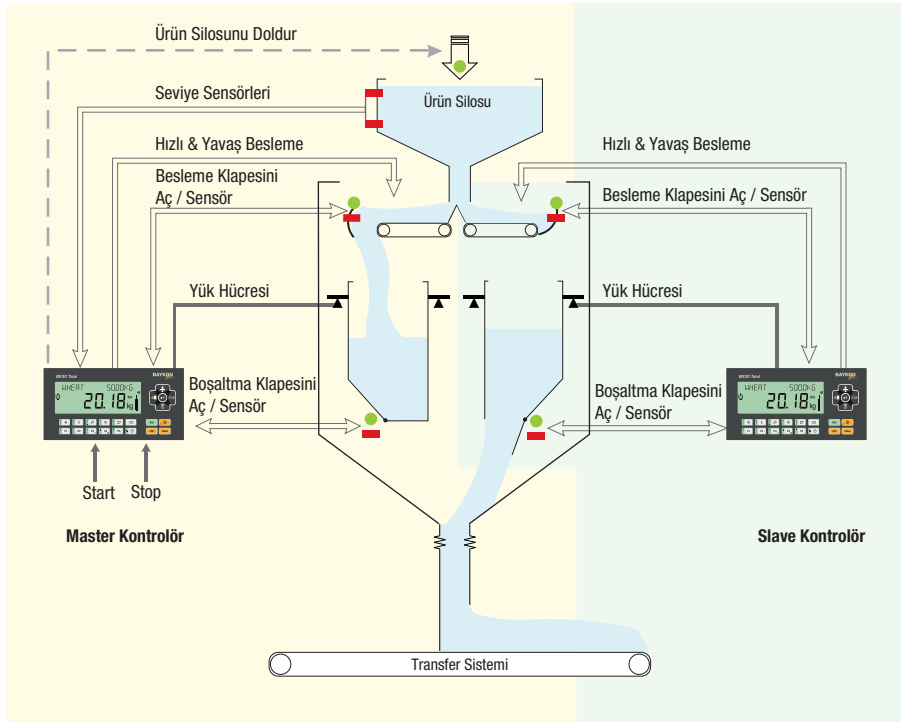 Ürün Silosunu Doldur
Seviye Sensörleri
Ürün Silosu
Hızlı & Yavaş Besleme
Hızlı & Yavaş Besleme
Besleme Klapesini
Aç / Sensör
Besleme Klapesini Aç / Sensör
Yük Hücresi
Yük Hücresi
BAYKON
WHEAT 5000KG
20.18 kg
Boşaltma Klapesini
Aç / Sensör
Boşaltma Klapesini
Aç / Sensör
BAYKON
WHEAT 5000KG
20.18 kg
Start Stop
Master Kontrolör
Slave Kontrolör
Transfer Sistemi